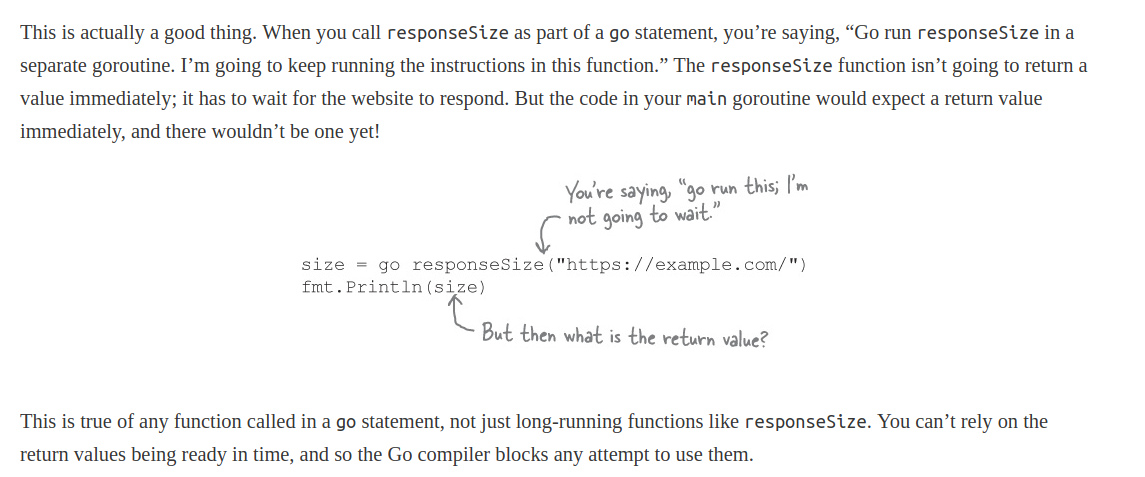 This is actually a good thing. When you call responseSize as part of a go statement, you’re saying, “Go run responseSize in a
separate goroutine. I’m going to keep running the instructions in this function.” The responseSize function isn’t going to return a
value immediately; it has to wait for the website to respond. But the code in your main goroutine would expect a return value
immediately, and there wouldn’t be one yet!
You're saying, “go run this; I'm
not going to wait.”
size = go responseSize("https://example.com/")
fmt.Println(size)
But then what is the return value?
This is true of any function called in a go statement, not just long-running functions like responseSize. You can’t rely on the
return values being ready in time, and so the Go compiler blocks any attempt to use them.